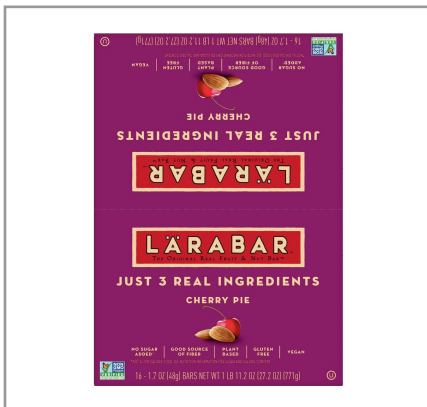 16 - 1.7 OZ (48g) BARS NET WT 1 LB 11.2 OZ (27.2 OZ) (771g)
NO SUGAR ADDED | GOOD SOURCE OF FIBER | PLANT BASED | GLUTEN FREE | VEGAN
CHERRY PIE
JUST 3 REAL INGREDIENTS
THE ORIGINAL REAL FRUIT & NUT BAR™
LÄRABAR
LÄRABAR
THE ORIGINAL REAL FRUIT & NUT BAR™
JUST 3 REAL INGREDIENTS
CHERRY PIE
NO SUGAR ADDED | GOOD SOURCE OF FIBER | PLANT BASED | GLUTEN FREE | VEGAN
16 - 1.7 OZ (48g) BARS NET WT 1 LB 11.2 OZ (27.2 OZ) (771g)